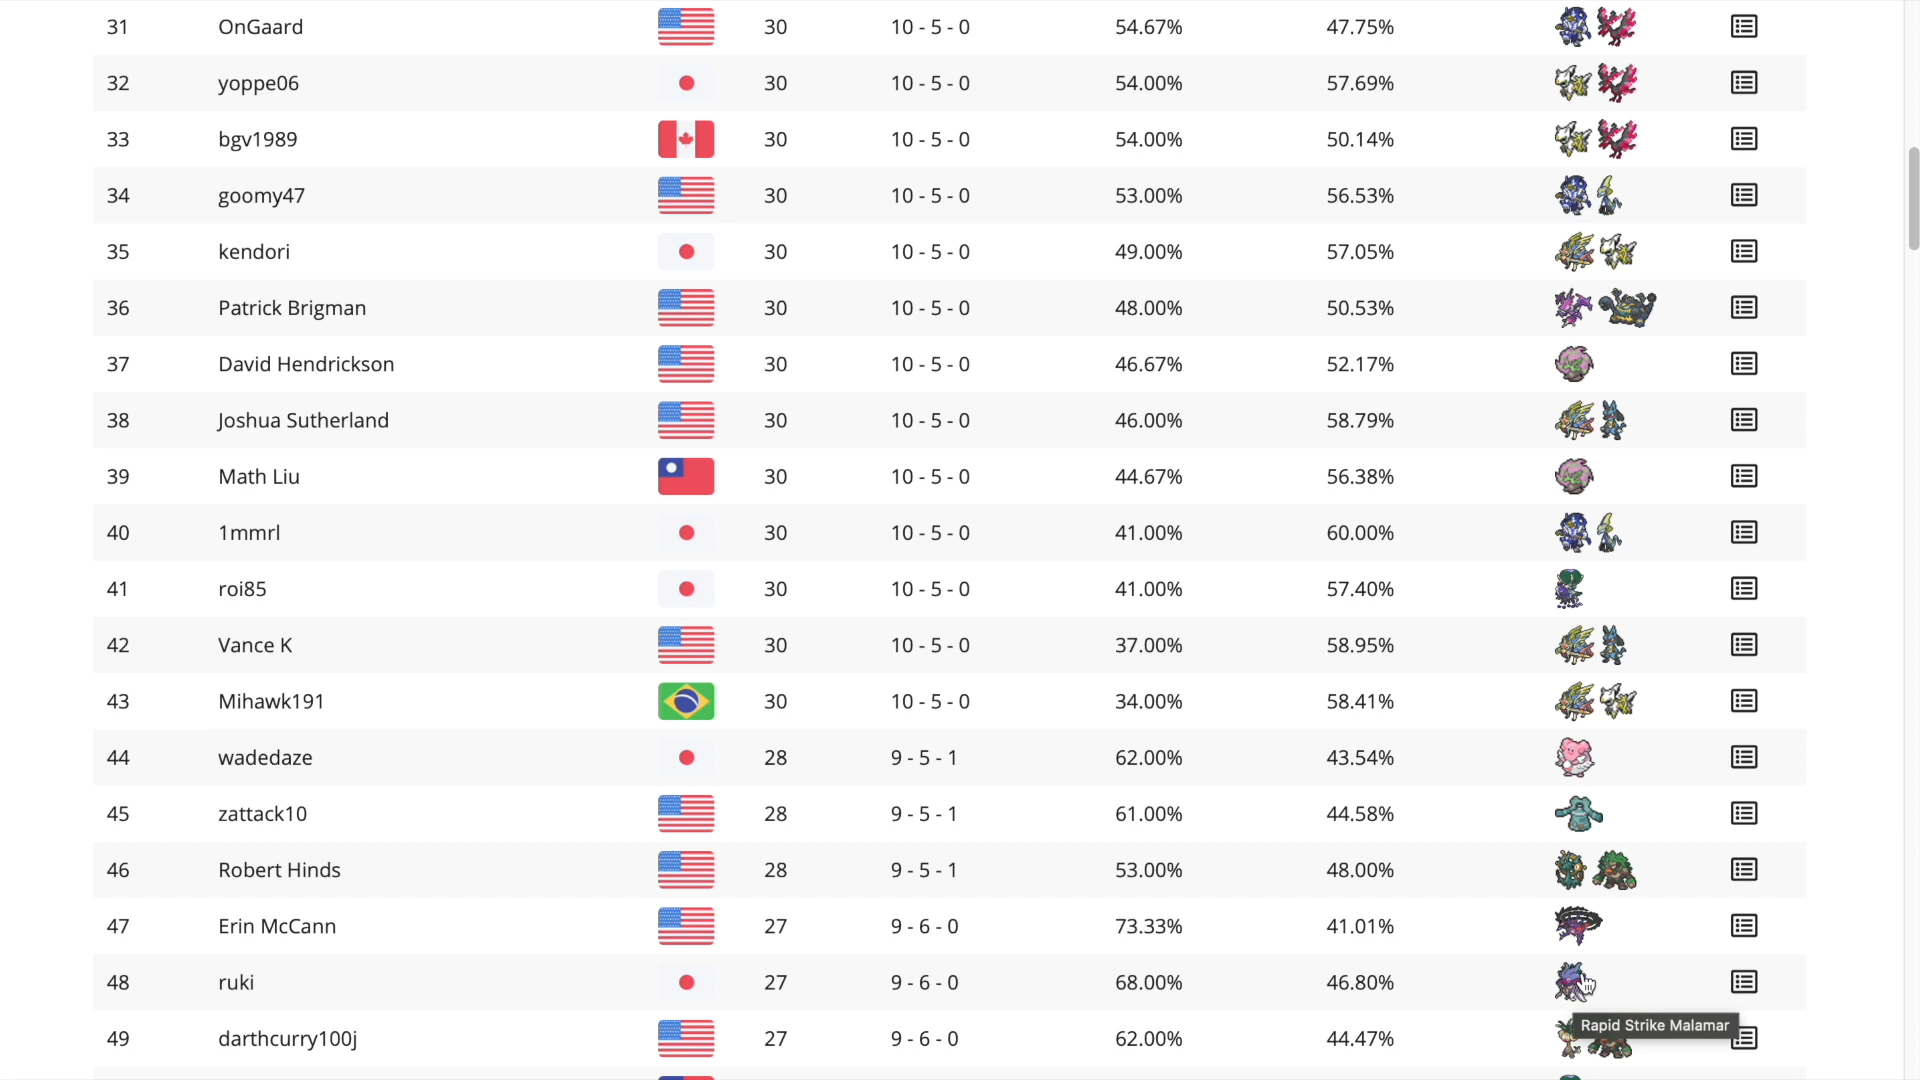 31 OnGaard 30 10 - 5 - 0 54.67% 47.75%
32 yoppe06 30 10 - 5 - 0 54.00% 57.69%
33 bgv1989 30 10 - 5 - 0 54.00% 50.14%
34 goomy47 30 10 - 5 - 0 53.00% 56.53%
35 kendori 30 10 - 5 - 0 49.00% 57.05%
36 Patrick Brigman 30 10 - 5 - 0 48.00% 50.53%
37 David Hendrickson 30 10 - 5 - 0 46.67% 52.17%
38 Joshua Sutherland 30 10 - 5 - 0 46.00% 58.79%
39 Math Liu 30 10 - 5 - 0 44.67% 56.38%
40 1mmrl 30 10 - 5 - 0 41.00% 60.00%
41 roi85 30 10 - 5 - 0 41.00% 57.40%
42 Vance K 30 10 - 5 - 0 37.00% 58.95%
43 Mihawk191 30 10 - 5 - 0 34.00% 58.41%
44 wadedaze 28 9 - 5 - 1 62.00% 43.54%
45 zattack10 28 9 - 5 - 1 61.00% 44.58%
46 Robert Hinds 28 9 - 5 - 1 53.00% 48.00%
47 Erin McCann 27 9 - 6 - 0 73.33% 41.01%
48 ruki 27 9 - 6 - 0 68.00% 46.80%
Rapid Strike Malamar
49 darthcurry100j 27 9 - 6 - 0 62.00% 44.47%